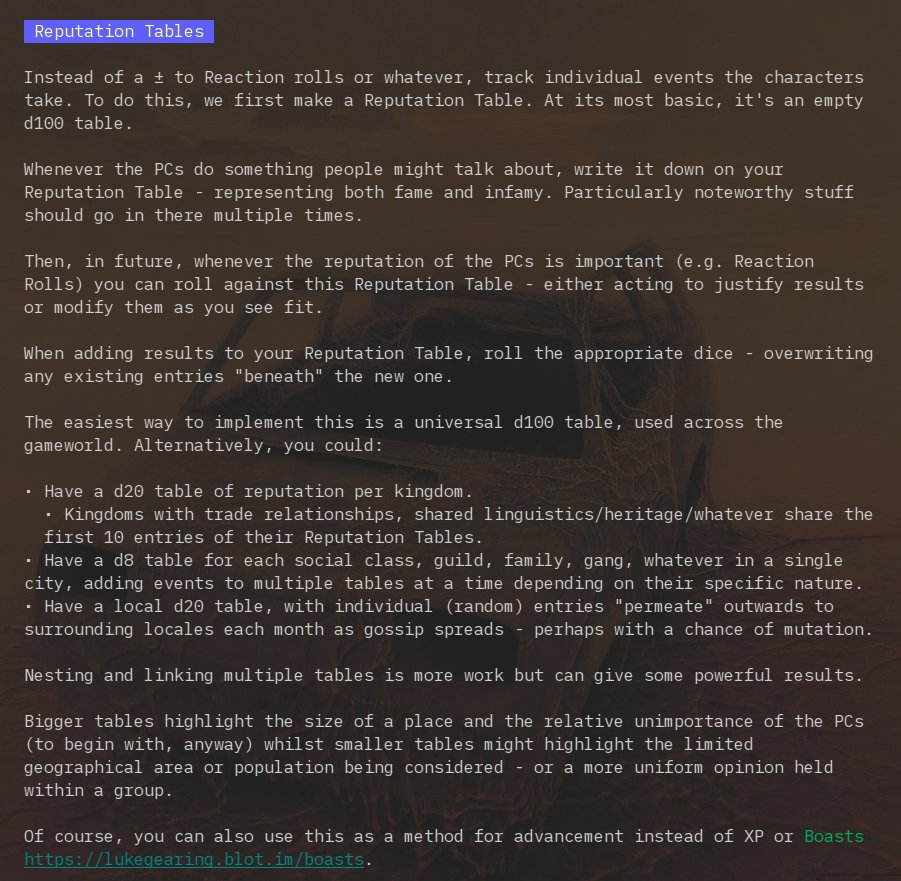 Reputation Tables
Instead of a ± to Reaction rolls or whatever, track individual events the characters
take. To do this, we first make a Reputation Table. At its most basic, it's an empty
d100 table.
Whenever the PCs do something people might talk about, write it down on your
Reputation Table - representing both fame and infamy. Particularly noteworthy stuff
should go in there multiple times.
Then, in future, whenever the reputation of the PCs is important (e.g. Reaction
Rolls) you can roll against this Reputation Table - either acting to justify results
or modify them as you see fit.
When adding results to your Reputation Table, roll the appropriate dice - overwriting
any existing entries "beneath" the new one.
The easiest way to implement this is a universal d100 table, used across the
gameworld. Alternatively, you could:
· Have a d20 table of reputation per kingdom.
· Kingdoms with trade relationships, shared linguistics/heritage/whatever share the
first 10 entries of their Reputation Tables.
· Have a d8 table for each social class, guild, family, gang, whatever in a single
city, adding events to multiple tables at a time depending on their specific nature.
· Have a local d20 table, with individual (random) entries "permeate" outwards to
surrounding locales each month as gossip spreads - perhaps with a chance of mutation.
Nesting and linking multiple tables is more work but can give some powerful results.
Bigger tables highlight the size of a place and the relative unimportance of the PCs
(to begin with, anyway) whilst smaller tables might highlight the limited
geographical area or population being considered - or a more uniform opinion held
within a group.
Of course, you can also use this as a method for advancement instead of XP or Boasts
https://lukegearing.blot.im/boasts.